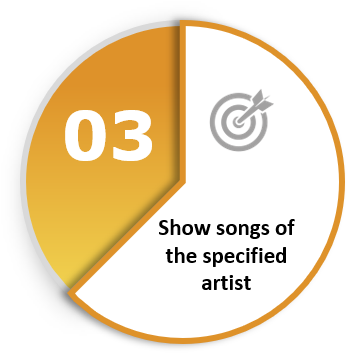 03
Show songs of
the specified
artist